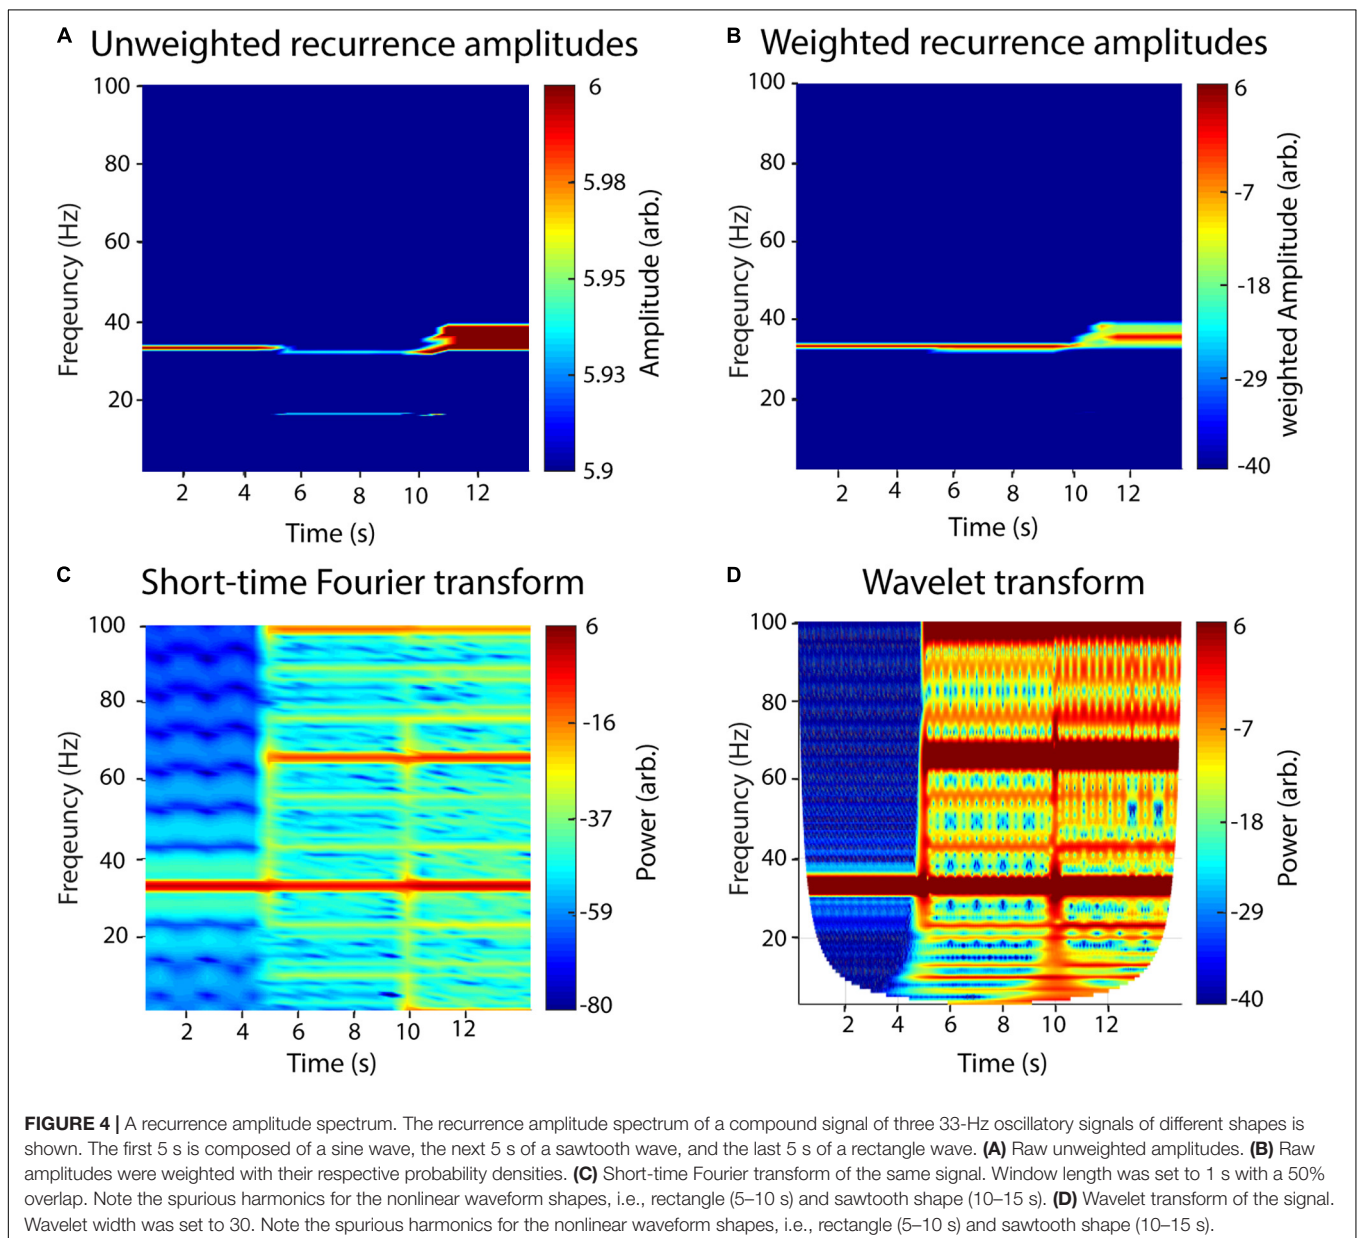 A Unweighted recurrence amplitudes
100
80
60
40
20
Freqeuncy (Hz)
2 4 6 8 10 12
Time (s)
6
5.98
5.95
5.93
5.9
Amplitude (arb.)
B Weighted recurrence amplitudes
100
80
60
40
20
Freqeuncy (Hz)
2 4 6 8 10 12
Time (s)
6
-7
-18
-29
-40
weighted Amplitude (arb.)
C Short-time Fourier transform
100
80
60
40
20
Freqeuncy (Hz)
2 4 6 8 10 12
Time (s)
6
-16
-37
-59
-80
Power (arb.)
D Wavelet transform
100
80
60
40
20
Freqeuncy (Hz)
2 4 6 8 10 12
Time (s)
6
-7
-18
-29
-40
Power (arb.)
FIGURE 4 | A recurrence amplitude spectrum. The recurrence amplitude spectrum of a compound signal of three 33-Hz oscillatory signals of different shapes is
shown. The first 5 s is composed of a sine wave, the next 5 s of a sawtooth wave, and the last 5 s of a rectangle wave. (A) Raw unweighted amplitudes. (B) Raw
amplitudes were weighted with their respective probability densities. (C) Short-time Fourier transform of the same signal. Window length was set to 1 s with a 50%
overlap. Note the spurious harmonics for the nonlinear waveform shapes, i.e., rectangle (5–10 s) and sawtooth shape (10–15 s). (D) Wavelet transform of the signal.
Wavelet width was set to 30. Note the spurious harmonics for the nonlinear waveform shapes, i.e., rectangle (5–10 s) and sawtooth shape (10–15 s).